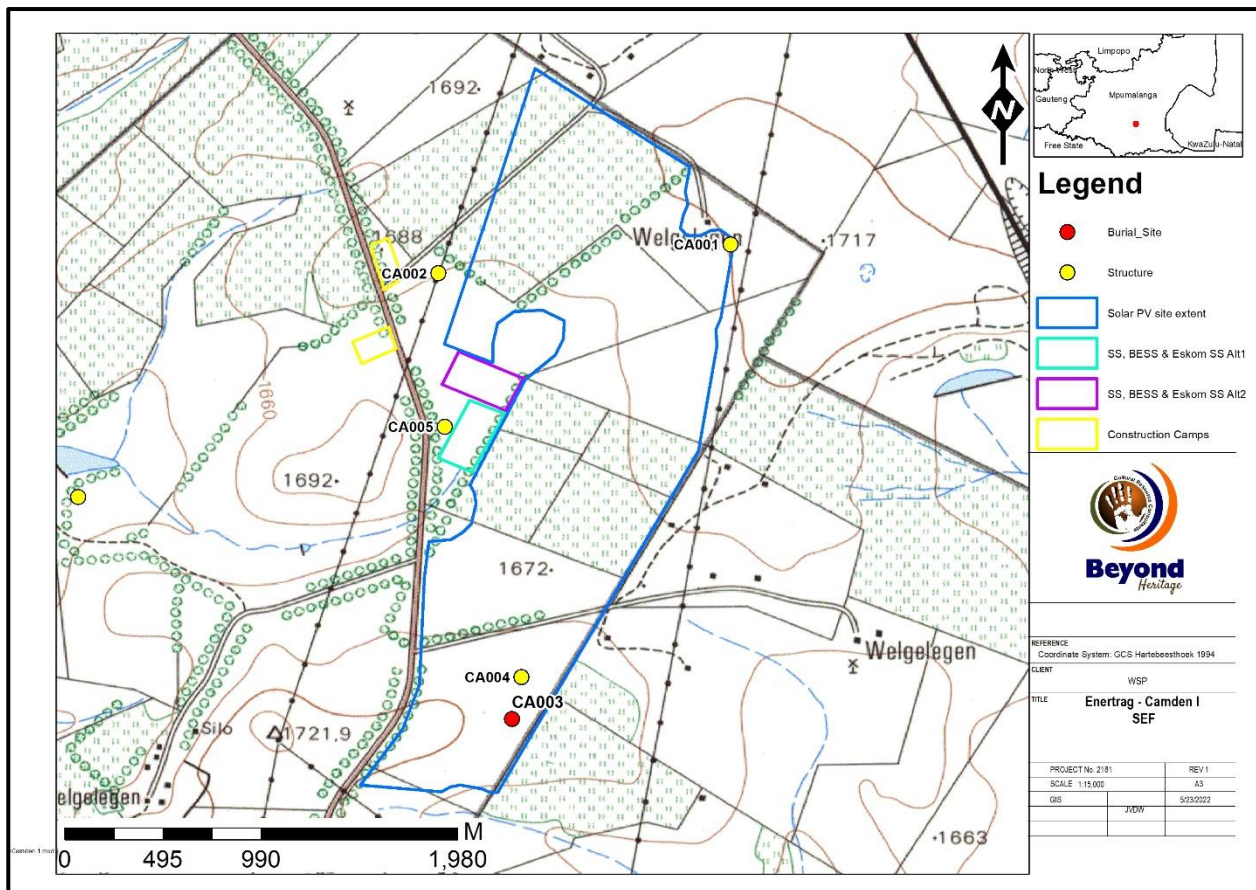 1692
1688
Welgelegen
CA001
1717
CA002
1660
CA005
1692
1672
Welgelegen
CA004
CA003
Silo
1721,9
elgelegen
1663
M
0 495 990 1,980
N
Limpopo
North West
Gauteng
Mpumalanga
Free State
KwaZulu-Natal
Legend
Burial_Site
Structure
Solar PV site extent
SS, BESS & Eskom SS Alt1
SS, BESS & Eskom SS Alt2
Construction Camps
Beyond
Heritage
REFERENCE
Coordinate System: GCS Hartebeesthoek 1994
CLIENT
WSP
TITLE
Enertrag - Camden I
SEF
PROJECT No. 2181 REV 1
SCALE 1:15,000 A3
GIS JVDW 5/23/2022